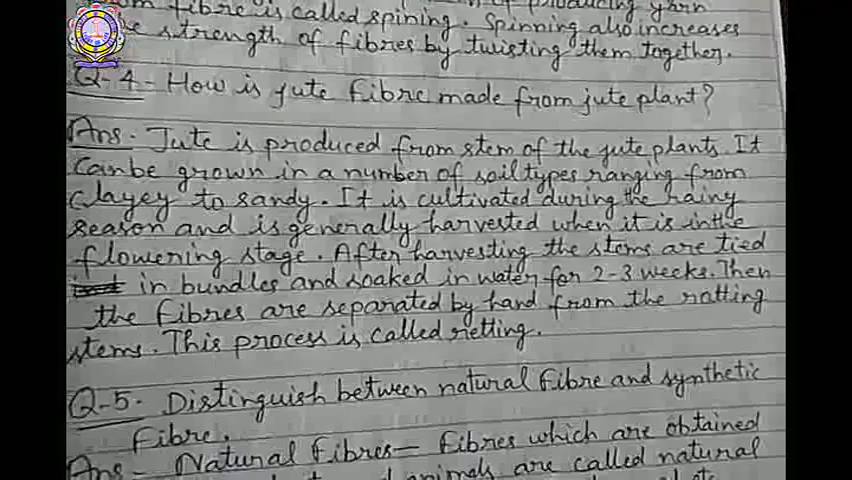 from fibre is called spining. Spinning also increases
strength of fibres by twisting them together.
Q-4- How is jute fibre made from jute plant?
Ans- Jute is produced from stem of the jute plants. It
can be grown in a number of soil types ranging from
clayey to sandy. It is cultivated during the rainy
season and is generally harvested when it is in the
flowering stage. After harvesting the stems are tied
in bundles and soaked in water for 2-3 weeks. Then
the fibres are separated by hand from the rotting
stems. This process is called retting.
Q-5- Distinguish between natural fibre and synthetic
fibre.
Ans- Natural fibres- fibres which are obtained
animals are called natural